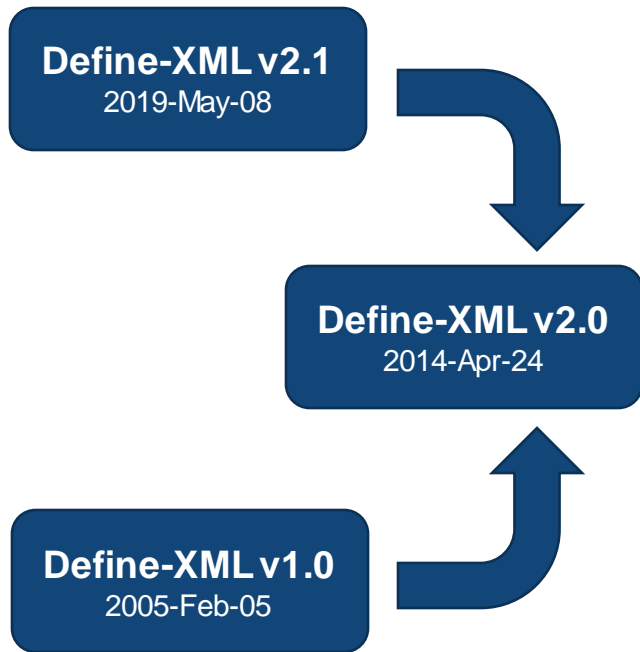 Define-XML v2.1
2019-May-08
Define-XML v2.0
2014-Apr-24
Define-XML v1.0
2005-Feb-05